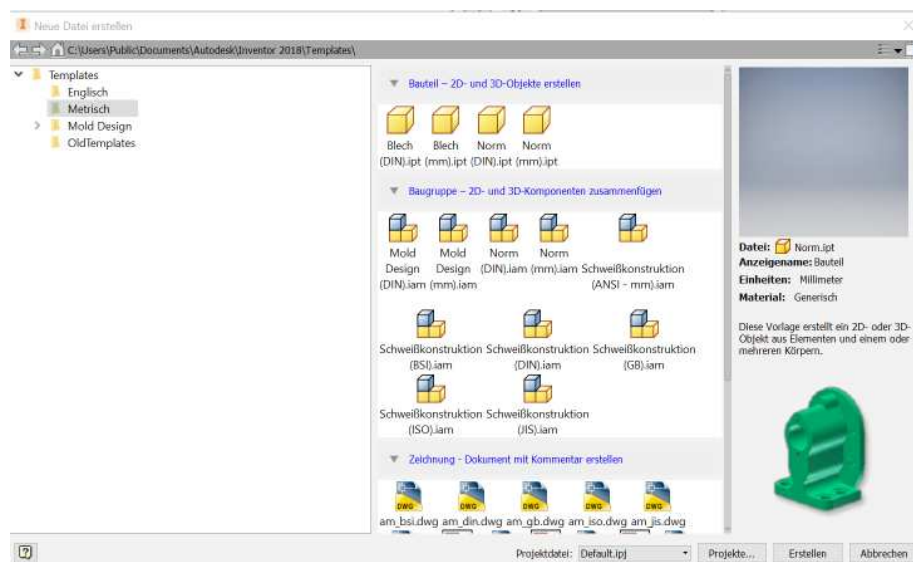 Neue Datei erstellen
C:\Users\Public\Documents\Autodesk\Inventor 2018\Templates\
Templates
Englisch
Metrisch
Mold Design
OldTemplates
Bauteil – 2D- und 3D-Objekte erstellen
Blech Blech Norm Norm
(DIN).ipt (mm).ipt (DIN).ipt (mm).ipt
Baugruppe – 2D- und 3D-Komponenten zusammenfügen
Mold Mold Norm Norm
Design Design (DIN).iam (mm).iam Schweißkonstruktion
(DIN).iam (mm).iam (ANSI - mm).iam
Schweißkonstruktion Schweißkonstruktion Schweißkonstruktion
(BSI).iam (DIN).iam (GB).iam
Schweißkonstruktion Schweißkonstruktion
(ISO).iam (JIS).iam
Zeichnung - Dokument mit Kommentar erstellen
DWG DWG DWG DWG DWG
am_bsi.dwg am_din.dwg am_gb.dwg am_iso.dwg am_jis.dwg
Datei: Norm.ipt
Anzeigename: Bauteil
Einheiten: Millimeter
Material: Generisch
Diese Vorlage erstellt ein 2D- oder 3D-
Objekt aus Elementen und einem oder
mehreren Körpern.
Projektdatei: Default.ipj Projekte... Erstellen Abbrechen